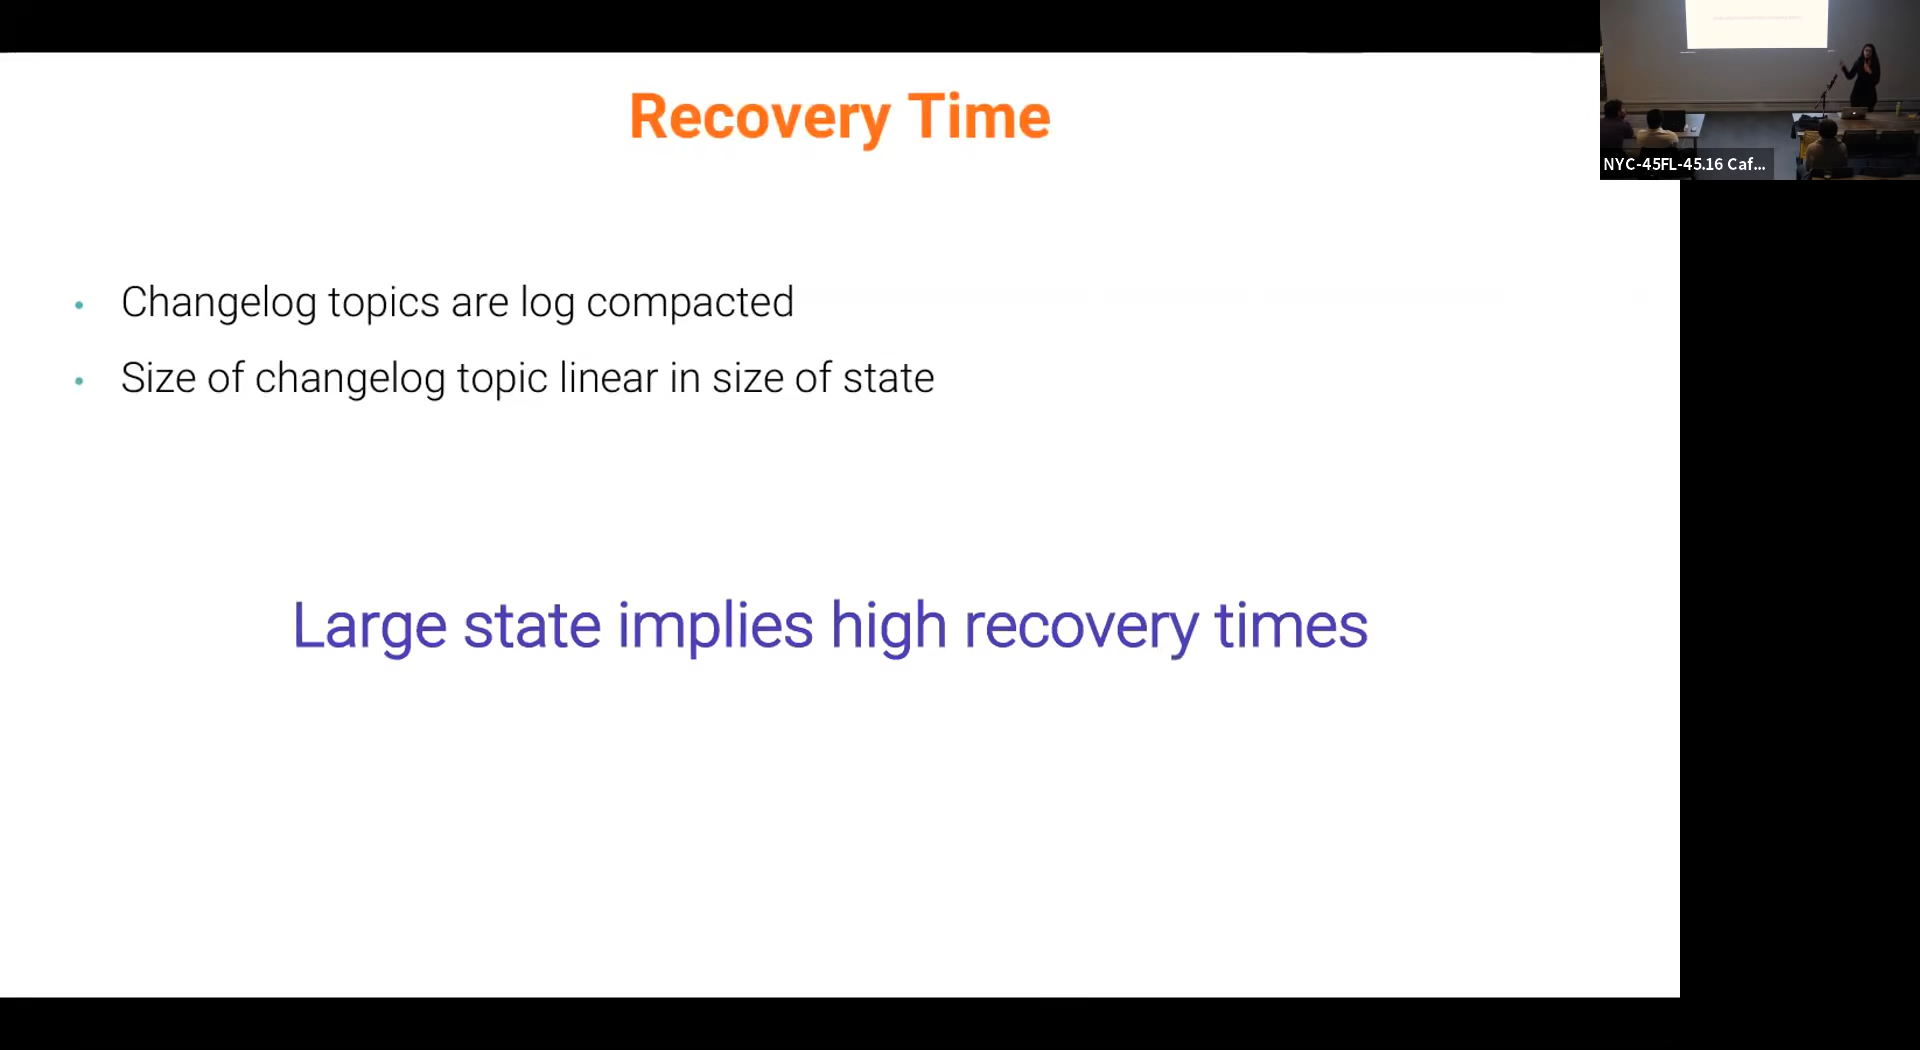 Recovery Time
NYC-45FL-45.16 Caf...
• Changelog topics are log compacted
• Size of changelog topic linear in size of state
Large state implies high recovery times